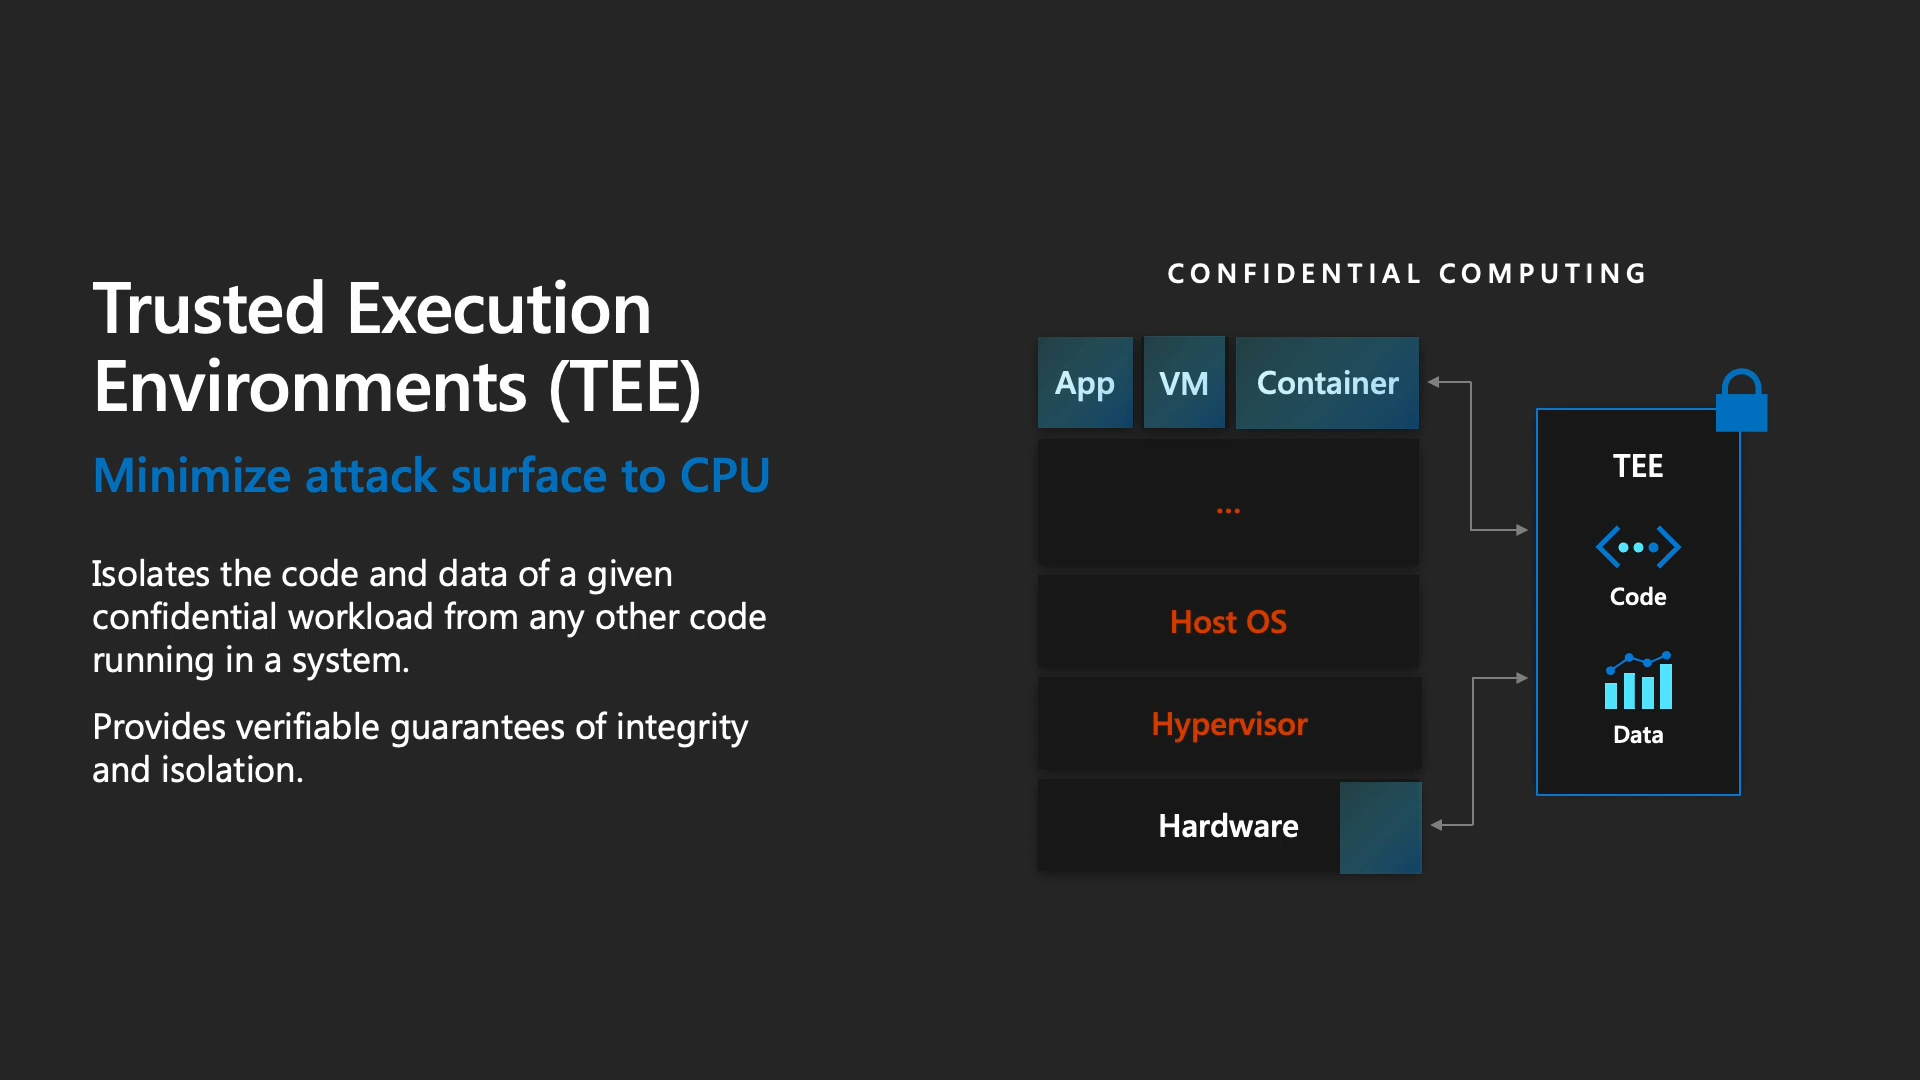 Trusted Execution
Environments (TEE)
Minimize attack surface to CPU
Isolates the code and data of a given
confidential workload from any other code
running in a system.
Provides verifiable guarantees of integrity
and isolation.
CONFIDENTIAL COMPUTING
App
VM
Container
...
Host OS
Hypervisor
Hardware
TEE
Code
Data